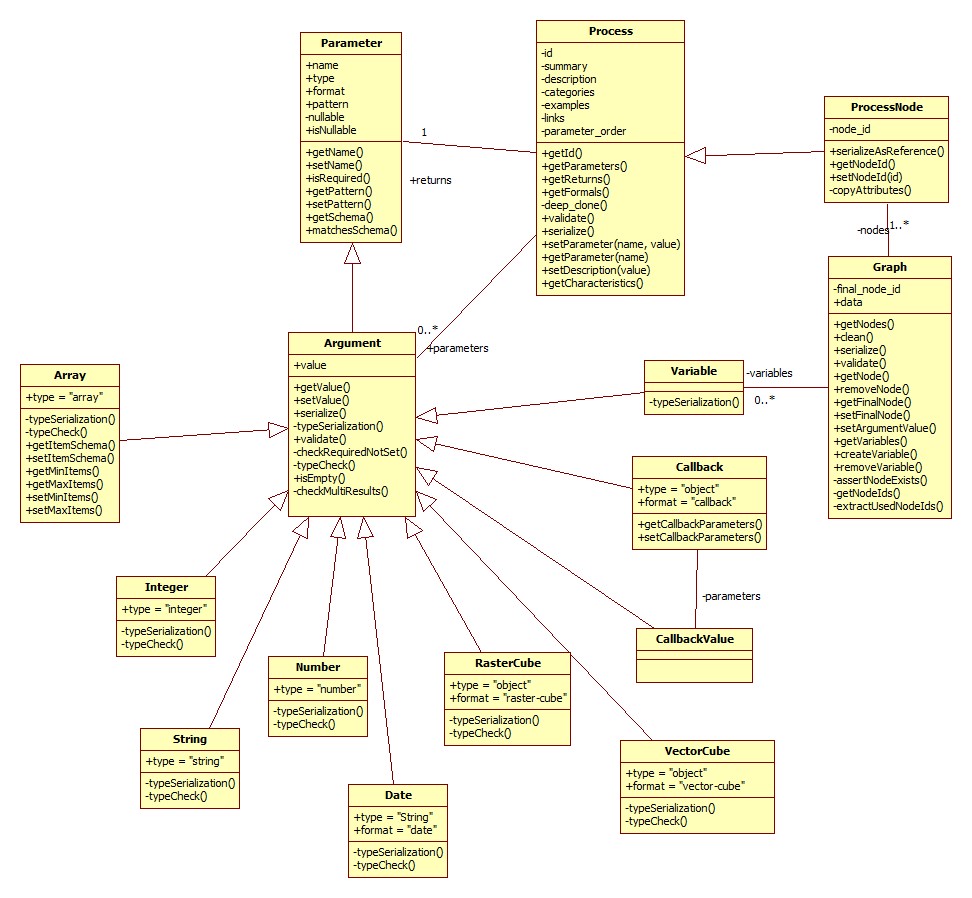 Parameter
+name
+type
+format
+pattern
-nullable
+isNullable
+getName()
+setName()
+isRequired()
+getPattern()
+setPattern()
+getSchema()
+matchesSchema()
1
+returns
Process
-id
-summary
-description
-categories
-examples
-links
-parameter_order
+getId()
+getParameters()
+getReturns()
+getFormals()
-deep_clone()
+validate()
+serialize()
+setParameter(name, value)
+getParameter(name)
+setDescription(value)
+getCharacteristics()
ProcessNode
-node_id
+serializeAsReference()
+getNodeId()
+setNodeId(id)
-copyAttributes()
-nodes
1..*
Graph
-final_node_id
+data
+getNodes()
+clean()
+serialize()
+validate()
+getNode()
+removeNode()
+getFinalNode()
+setFinalNode()
+setArgumentValue()
+getVariables()
+createVariable()
+removeVariable()
-assertNodeExists()
-getNodeIds()
-extractUsedNodeIds()
0..*
+parameters
Argument
+value
+getValue()
+setValue()
+serialize()
-typeSerialization()
+validate()
-checkRequiredNotSet()
-typeCheck()
+isEmpty()
-checkMultiResults()
Array
+type = "array"
-typeSerialization()
-typeCheck()
+getItemSchema()
+setItemSchema()
+getMinItems()
+getMaxItems()
+setMinItems()
+setMaxItems()
Variable
-typeSerialization()
-variables
0..*
Callback
+type = "object"
+format = "callback"
+getCallbackParameters()
+setCallbackParameters()
-parameters
CallbackValue
Integer
+type = "integer"
-typeSerialization()
-typeCheck()
Number
+type = "number"
-typeSerialization()
-typeCheck()
RasterCube
+type = "object"
+format = "raster-cube"
-typeSerialization()
-typeCheck()
String
+type = "string"
-typeSerialization()
-typeCheck()
VectorCube
+type = "object"
+format = "vector-cube"
-typeSerialization()
-typeCheck()
Date
+type = "String"
+format = "date"
-typeSerialization()
-typeCheck()